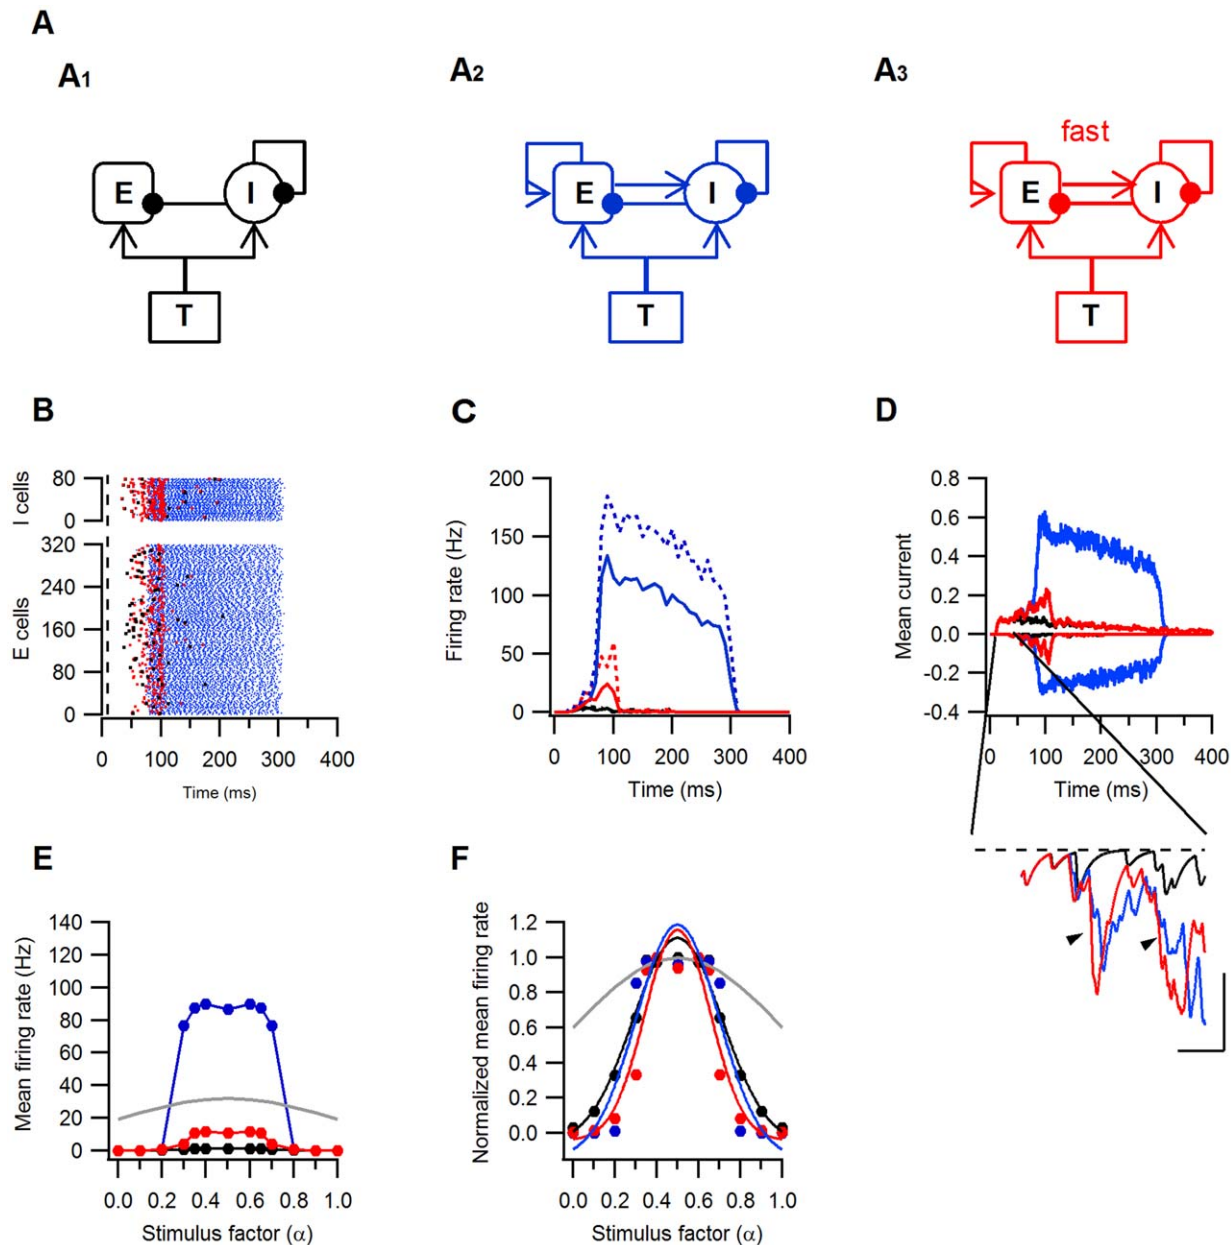 A
A1
A2
A3
fast
E
I
E
I
E
I
T
T
T
B
C
D
I cells
80
0
E cells
320
240
160
80
0
0
100
200
300
400
Time (ms)
Firing rate (Hz)
200
150
100
50
0
0
100
200
300
400
Time (ms)
Mean current
0.8
0.6
0.4
0.2
0.0
-0.2
-0.4
0
100
200
300
400
Time (ms)
E
F
Mean firing rate (Hz)
140
120
100
80
60
40
20
0
0.0
0.2
0.4
0.6
0.8
1.0
Stimulus factor (α)
Normalized mean firing rate
1.2
1.0
0.8
0.6
0.4
0.2
0.0
0.0
0.2
0.4
0.6
0.8
1.0
Stimulus factor (α)